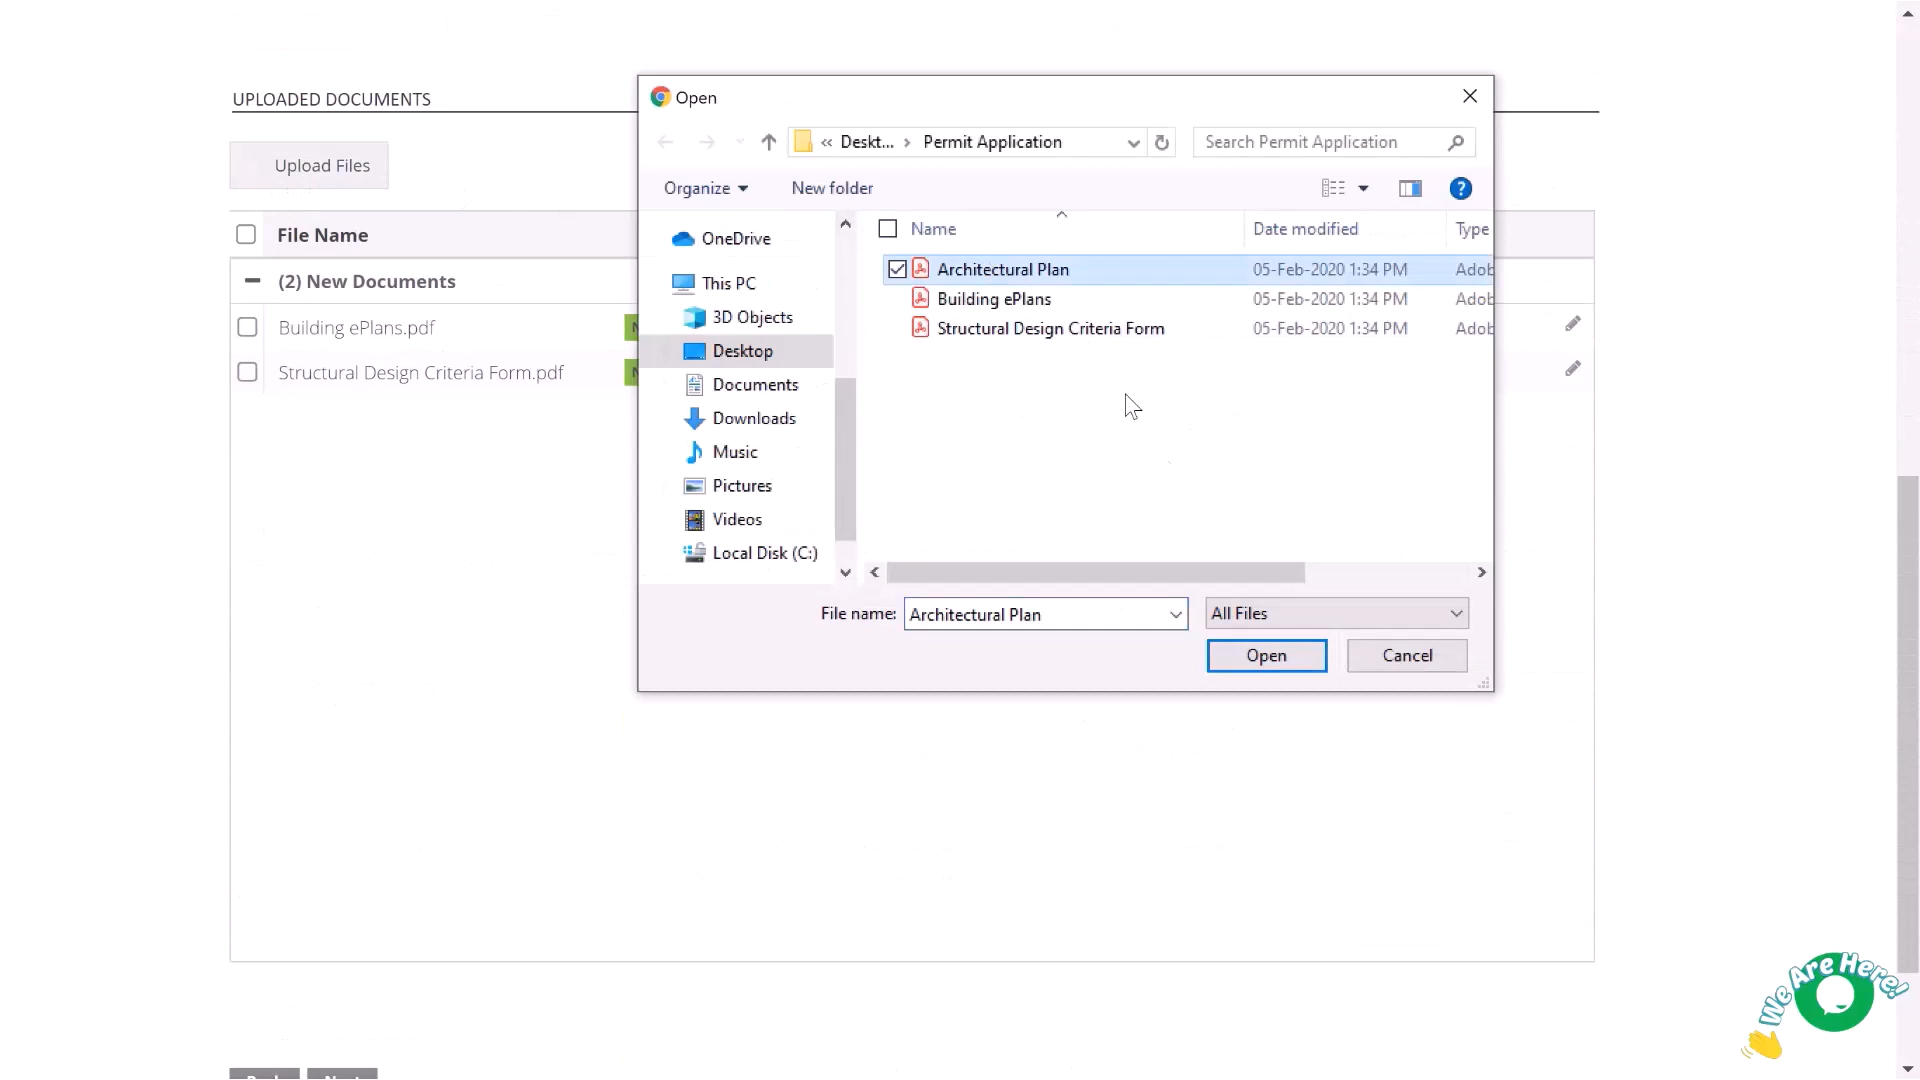 UPLOADED DOCUMENTS
Upload Files
File Name
(2) New Documents
Building ePlans.pdf
Structural Design Criteria Form.pdf
Open
« Deskt... > Permit Application
Search Permit Application
Organize
New folder
OneDrive
This PC
3D Objects
Desktop
Documents
Downloads
Music
Pictures
Videos
Local Disk (C:)
Name Date modified Type
Architectural Plan 05-Feb-2020 1:34 PM Adob
Building ePlans 05-Feb-2020 1:34 PM Adob
Structural Design Criteria Form 05-Feb-2020 1:34 PM Adob
File name: Architectural Plan
All Files
Open
Cancel
We Are Here!